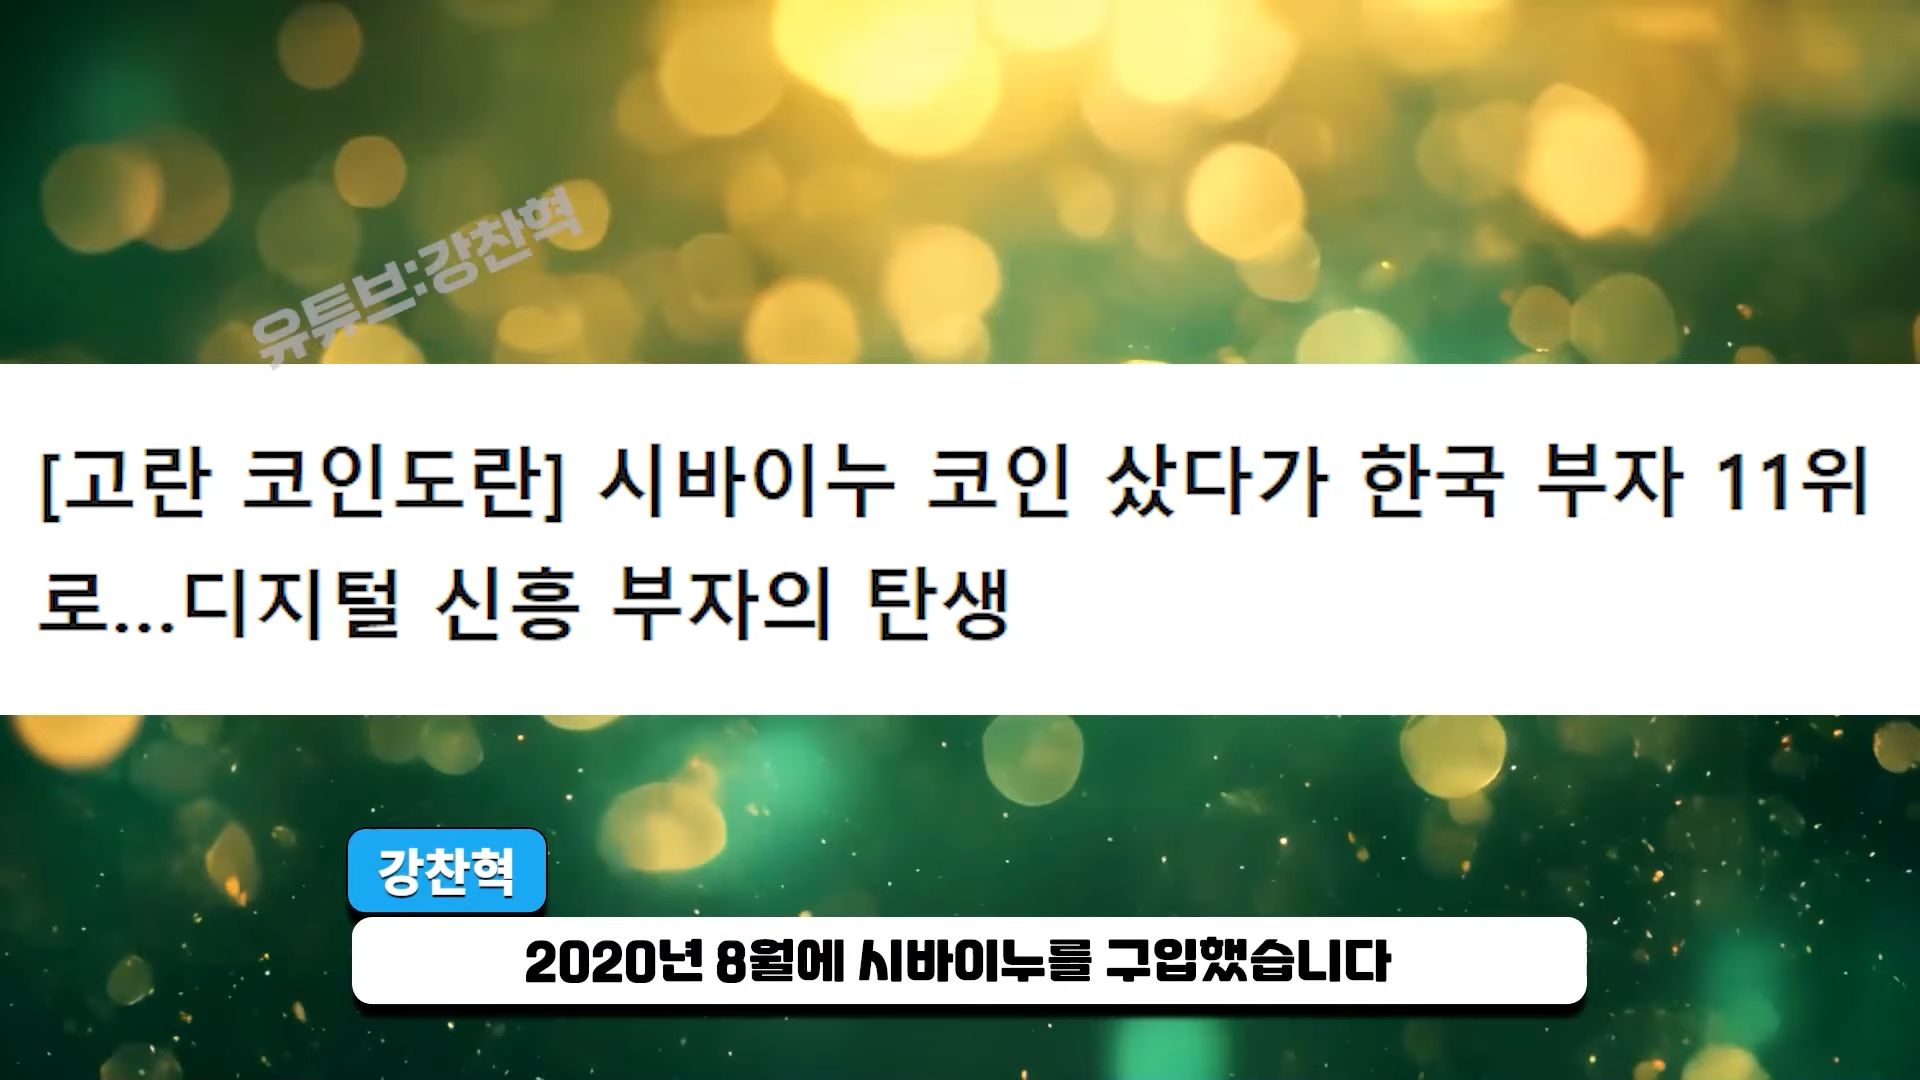 유튜브:강찬혁
[고란 코인도란] 시바이누 코인 샀다가 한국 부자 11위
로...디지털 신흥 부자의 탄생
강찬혁
2020년 8월에 시바이누를 구입했습니다